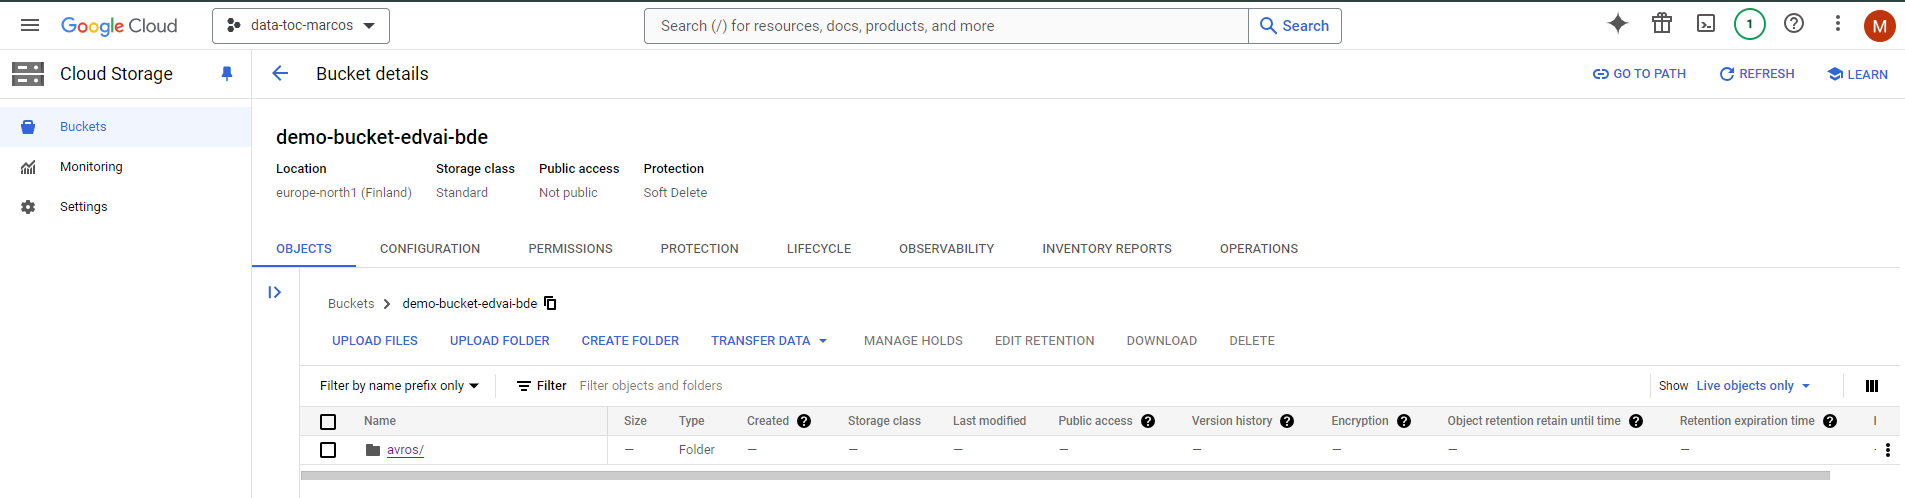 Google Cloud
data-toc-marcos
Search (/) for resources, docs, products, and more
Search
1
M
Cloud Storage
Bucket details
GO TO PATH
REFRESH
LEARN
Buckets
Monitoring
Settings
demo-bucket-edvai-bde
Location Storage class Public access Protection
europe-north1 (Finland) Standard Not public Soft Delete
OBJECTS CONFIGURATION PERMISSIONS PROTECTION LIFECYCLE OBSERVABILITY INVENTORY REPORTS OPERATIONS
Buckets > demo-bucket-edvai-bde
UPLOAD FILES UPLOAD FOLDER CREATE FOLDER TRANSFER DATA MANAGE HOLDS EDIT RETENTION DOWNLOAD DELETE
Filter by name prefix only Filter Filter objects and folders Show Live objects only
Name Size Type Created Storage class Last modified Public access Version history Encryption Object retention retain until time Retention expiration time
avros/ — Folder — — — — — — — —